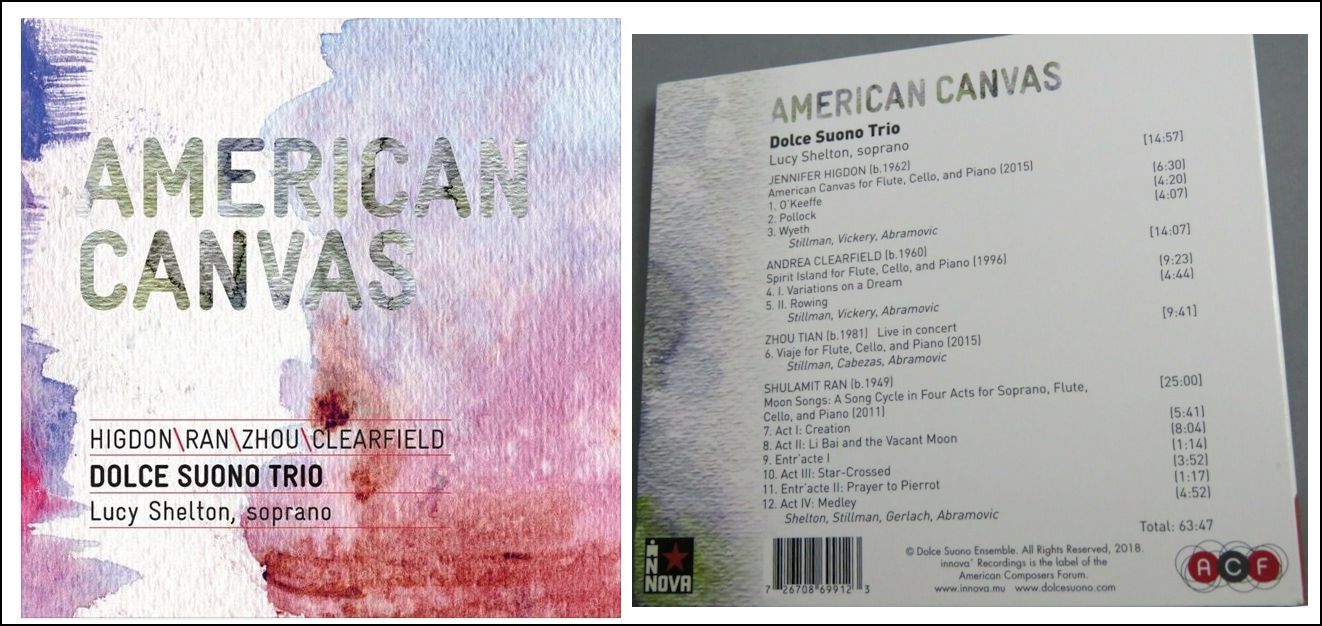 AMERICAN
CANVAS
HIGDON\RAN\ZHOU\CLEARFIELD
DOLCE SUONO TRIO
Lucy Shelton, soprano
AMERICAN CANVAS
Dolce Suono Trio
Lucy Shelton, soprano
JENNIFER HIGDON (b.1962) [14:57]
American Canvas for Flute, Cello, and Piano (2015)
1. O'Keeffe (6:30)
2. Pollock (4:20)
3. Wyeth (4:07)
Stillman, Vickery, Abramovic
ANDREA CLEARFIELD (b.1960) [14:07]
Spirit Island for Flute, Cello, and Piano (1996)
4. I. Variations on a Dream (9:23)
5. II. Rowing (4:44)
Stillman, Vickery, Abramovic
ZHOU TIAN (b.1981) Live in concert [9:41]
6. Viaje for Flute, Cello, and Piano (2015)
Stillman, Cabezas, Abramovic
SHULAMIT RAN (b.1949) [25:00]
Moon Songs: A Song Cycle in Four Acts for Soprano, Flute,
Cello, and Piano (2011)
7. Act I: Creation (5:41)
8. Act II: Li Bai and the Vacant Moon (8:04)
9. Entr'acte I (1:14)
10. Act III: Star-Crossed (3:52)
11. Entr'acte II: Prayer to Pierrot (1:17)
12. Act IV: Medley (4:52)
Shelton, Stillman, Gerlach, Abramovic
Total: 63:47
INNOVA
7 26708 69912 3
© Dolce Suono Ensemble. All Rights Reserved, 2018.
innova® Recordings is the label of the
American Composers Forum.
www.innova.mu www.dolcesuono.com
ACF